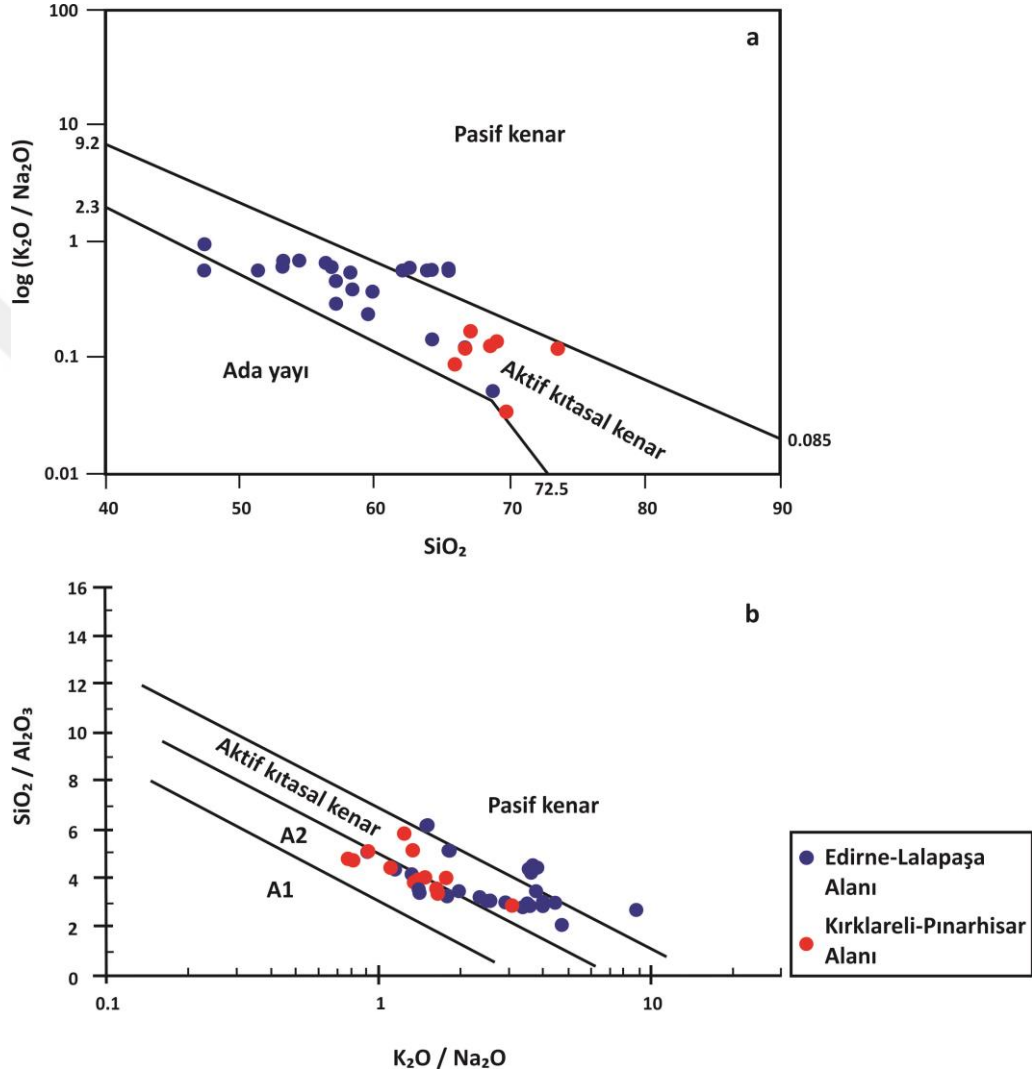 100
a
10
Pasif kenar
9.2
log (K₂O / Na₂O)
2.3
1
0.1
Ada yayı
Aktif kıtasal kenar
0.085
0.01
72.5
40
50
60
70
80
90
SiO₂
16
b
14
12
10
SiO₂ / Al₂O₃
Aktif kıtasal kenar
8
Pasif kenar
6
A2
4
A1
2
0
0.1
1
10
K₂O / Na₂O
Edirne-Lalapaşa
Alanı
Kırklareli-Pınarhisar
Alanı